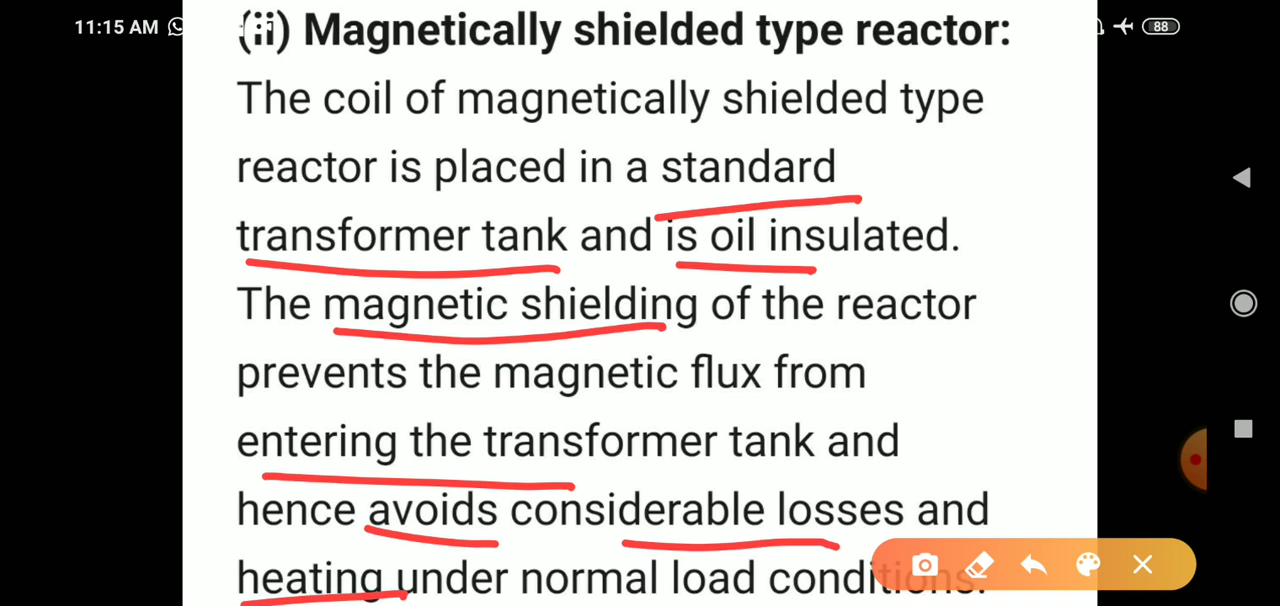 11:15 AM
88
(ii) Magnetically shielded type reactor:
The coil of magnetically shielded type
reactor is placed in a standard
transformer tank and is oil insulated.
The magnetic shielding of the reactor
prevents the magnetic flux from
entering the transformer tank and
hence avoids considerable losses and
heating under normal load conditions.